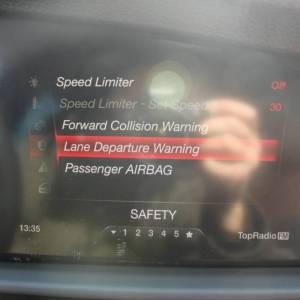 Speed Limiter Off
Speed Limiter - Set Speed 30
Forward Collision Warning
Lane Departure Warning
Passenger AIRBAG
SAFETY
13:35 1 2 3 4 5 ★ TopRadio FM